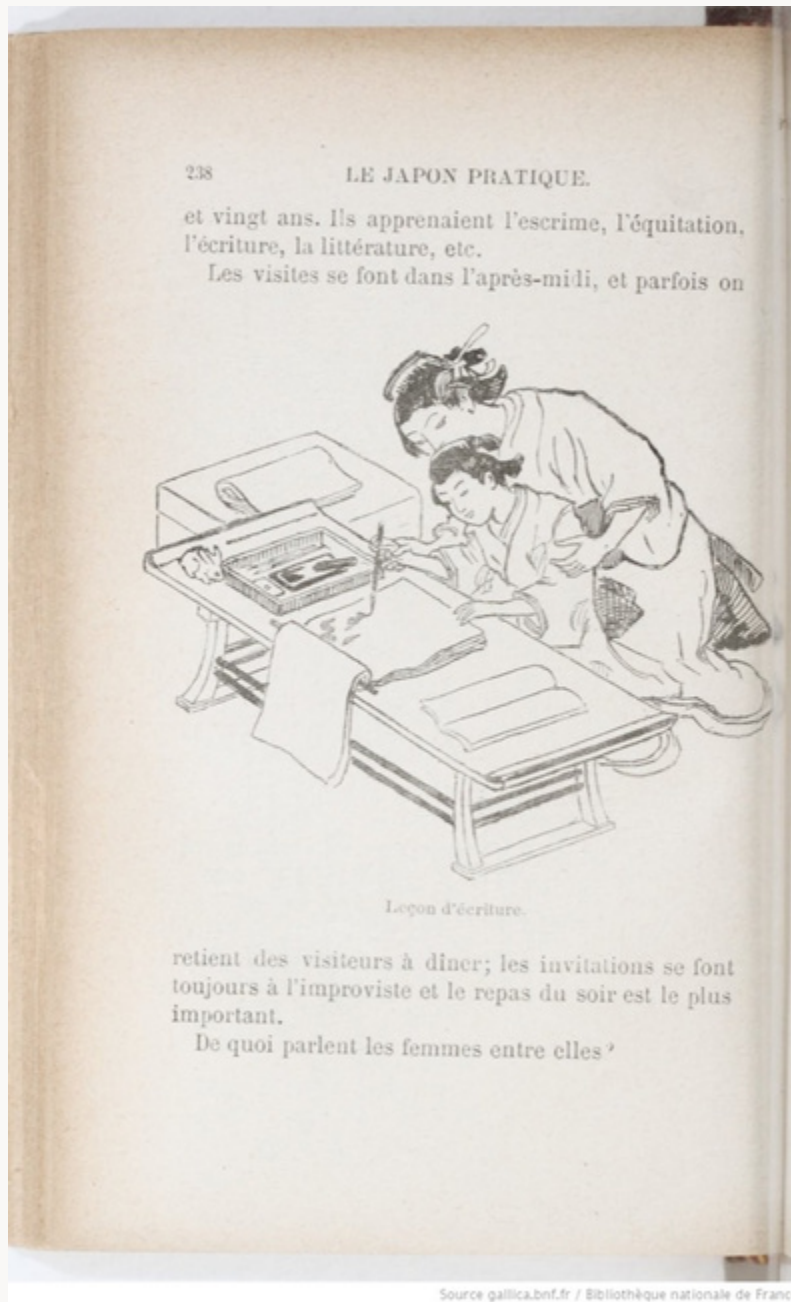 238 LE JAPON PRATIQUE.
et vingt ans. Ils apprenaient l'escrime, l'équitation,
l'écriture, la littérature, etc.
Les visites se font dans l'après-midi, et parfois on
Leçon d'écriture.
retient des visiteurs à dîner; les invitations se font
toujours à l'improviste et le repas du soir est le plus
important.
De quoi parlent les femmes entre elles?
Source gallica.bnf.fr / Bibliothèque nationale de Franc